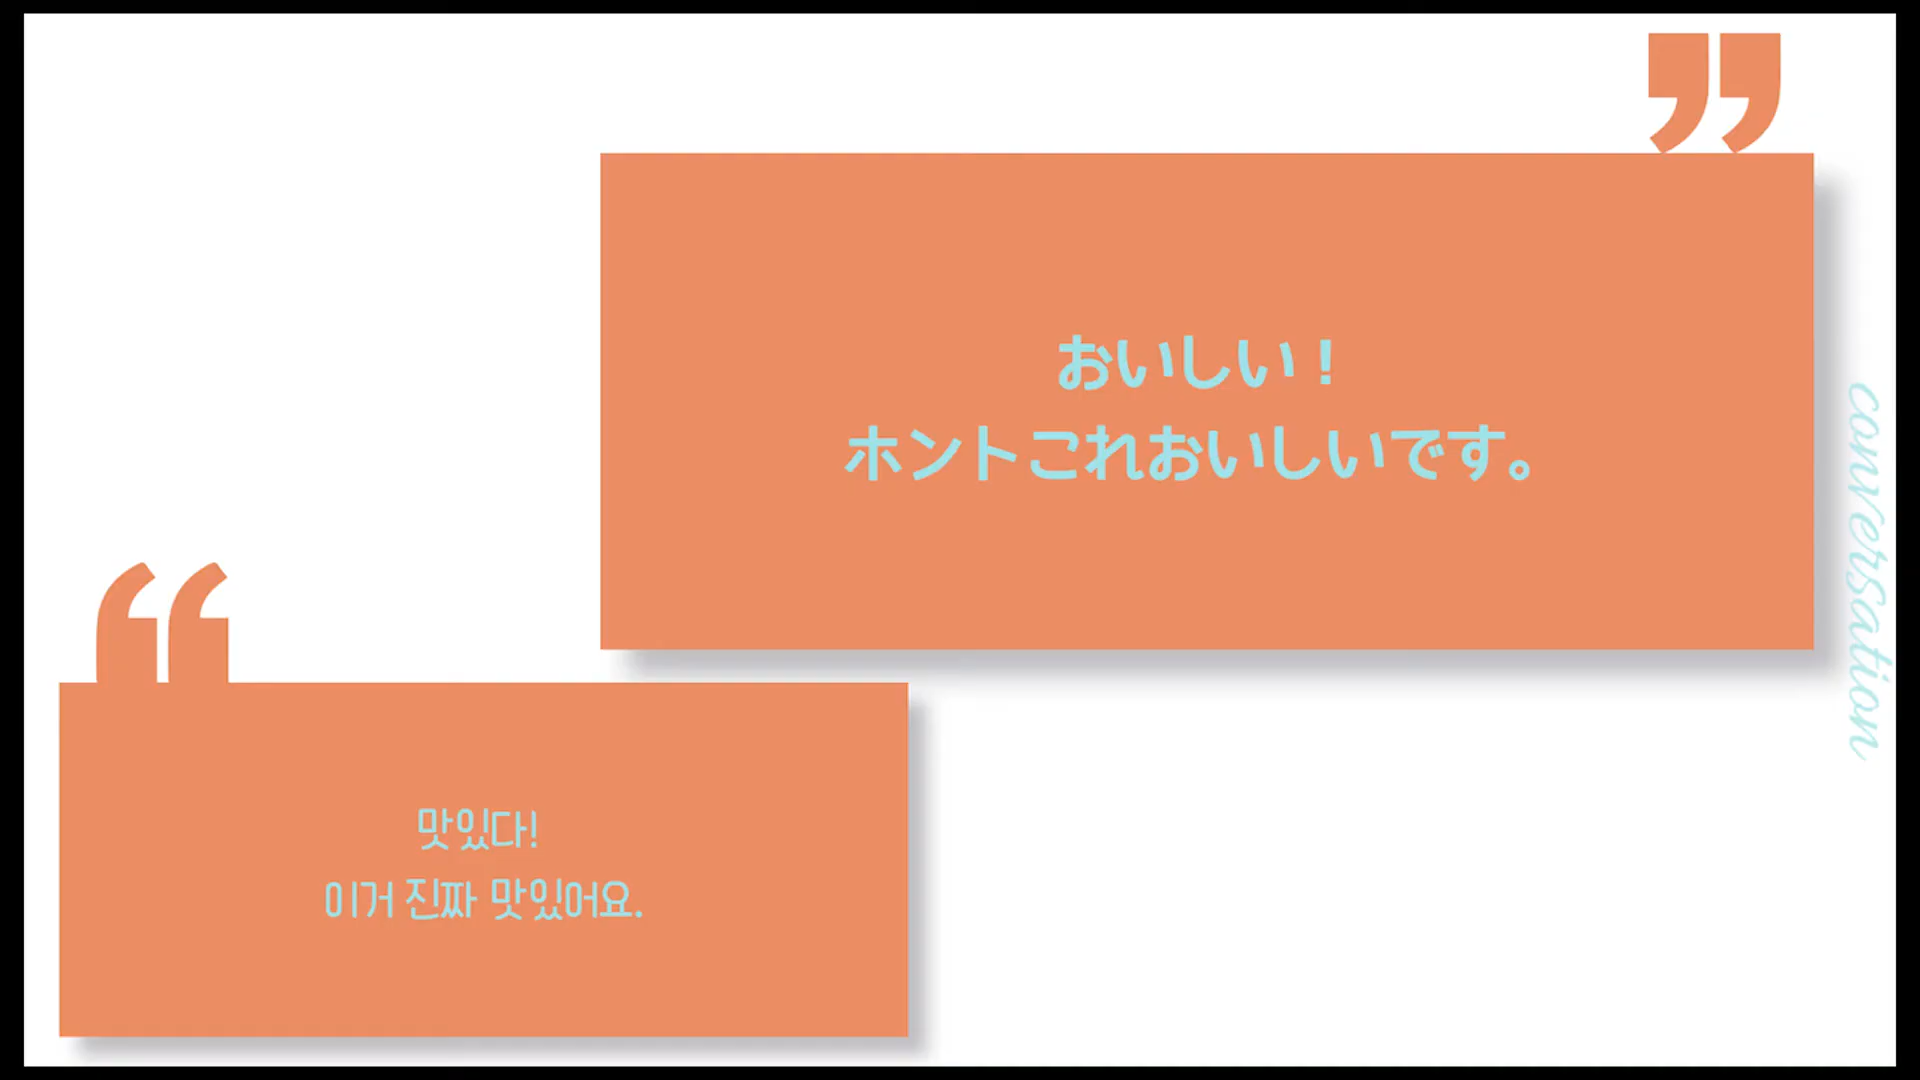 おいしい！
ホントこれおいしいです。
맛있다!
이거 진짜 맛있어요.
conversation